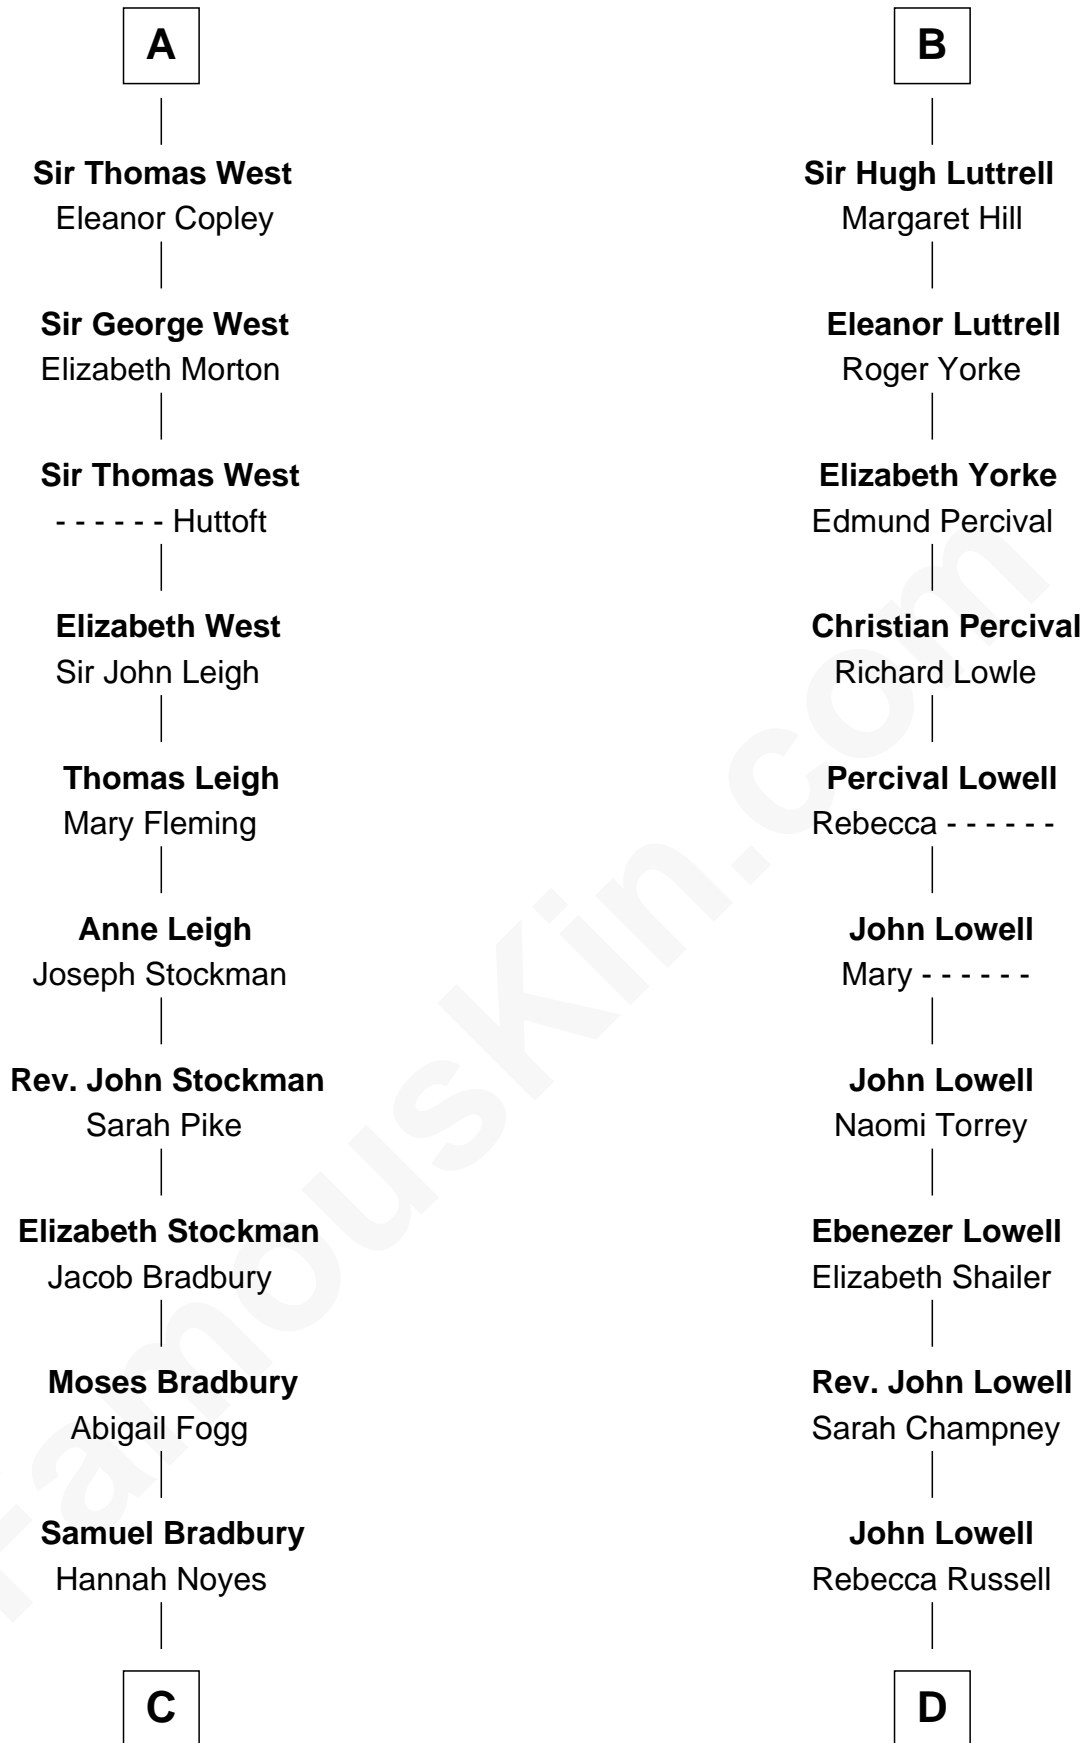 A
Sir Thomas West
Eleanor Copley
Sir George West
Elizabeth Morton
Sir Thomas West
- - - - - - Huttoft
Elizabeth West
Sir John Leigh
Thomas Leigh
Mary Fleming
Anne Leigh
Joseph Stockman
Rev. John Stockman
Sarah Pike
Elizabeth Stockman
Jacob Bradbury
Moses Bradbury
Abigail Fogg
Samuel Bradbury
Hannah Noyes
C
B
Sir Hugh Luttrell
Margaret Hill
Eleanor Luttrell
Roger Yorke
Elizabeth Yorke
Edmund Percival
Christian Percival
Richard Lowle
Percival Lowell
Rebecca - - - - - -
John Lowell
Mary - - - - - -
John Lowell
Naomi Torrey
Ebenezer Lowell
Elizabeth Shailer
Rev. John Lowell
Sarah Champney
John Lowell
Rebecca Russell
D
FamousKin.com